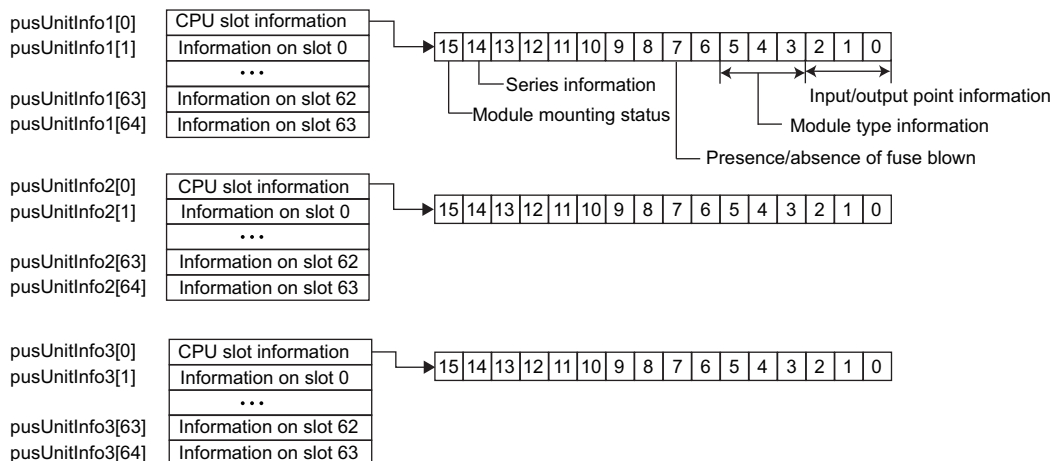 pusUnitInfo1[0] CPU slot information
pusUnitInfo1[1] Information on slot 0
...
pusUnitInfo1[63] Information on slot 62
pusUnitInfo1[64] Information on slot 63
15 14 13 12 11 10 9 8 7 6 5 4 3 2 1 0
Series information
Input/output point information
Module mounting status
Module type information
Presence/absence of fuse blown
pusUnitInfo2[0] CPU slot information
pusUnitInfo2[1] Information on slot 0
...
pusUnitInfo2[63] Information on slot 62
pusUnitInfo2[64] Information on slot 63
15 14 13 12 11 10 9 8 7 6 5 4 3 2 1 0
pusUnitInfo3[0] CPU slot information
pusUnitInfo3[1] Information on slot 0
...
pusUnitInfo3[63] Information on slot 62
pusUnitInfo3[64] Information on slot 63
15 14 13 12 11 10 9 8 7 6 5 4 3 2 1 0